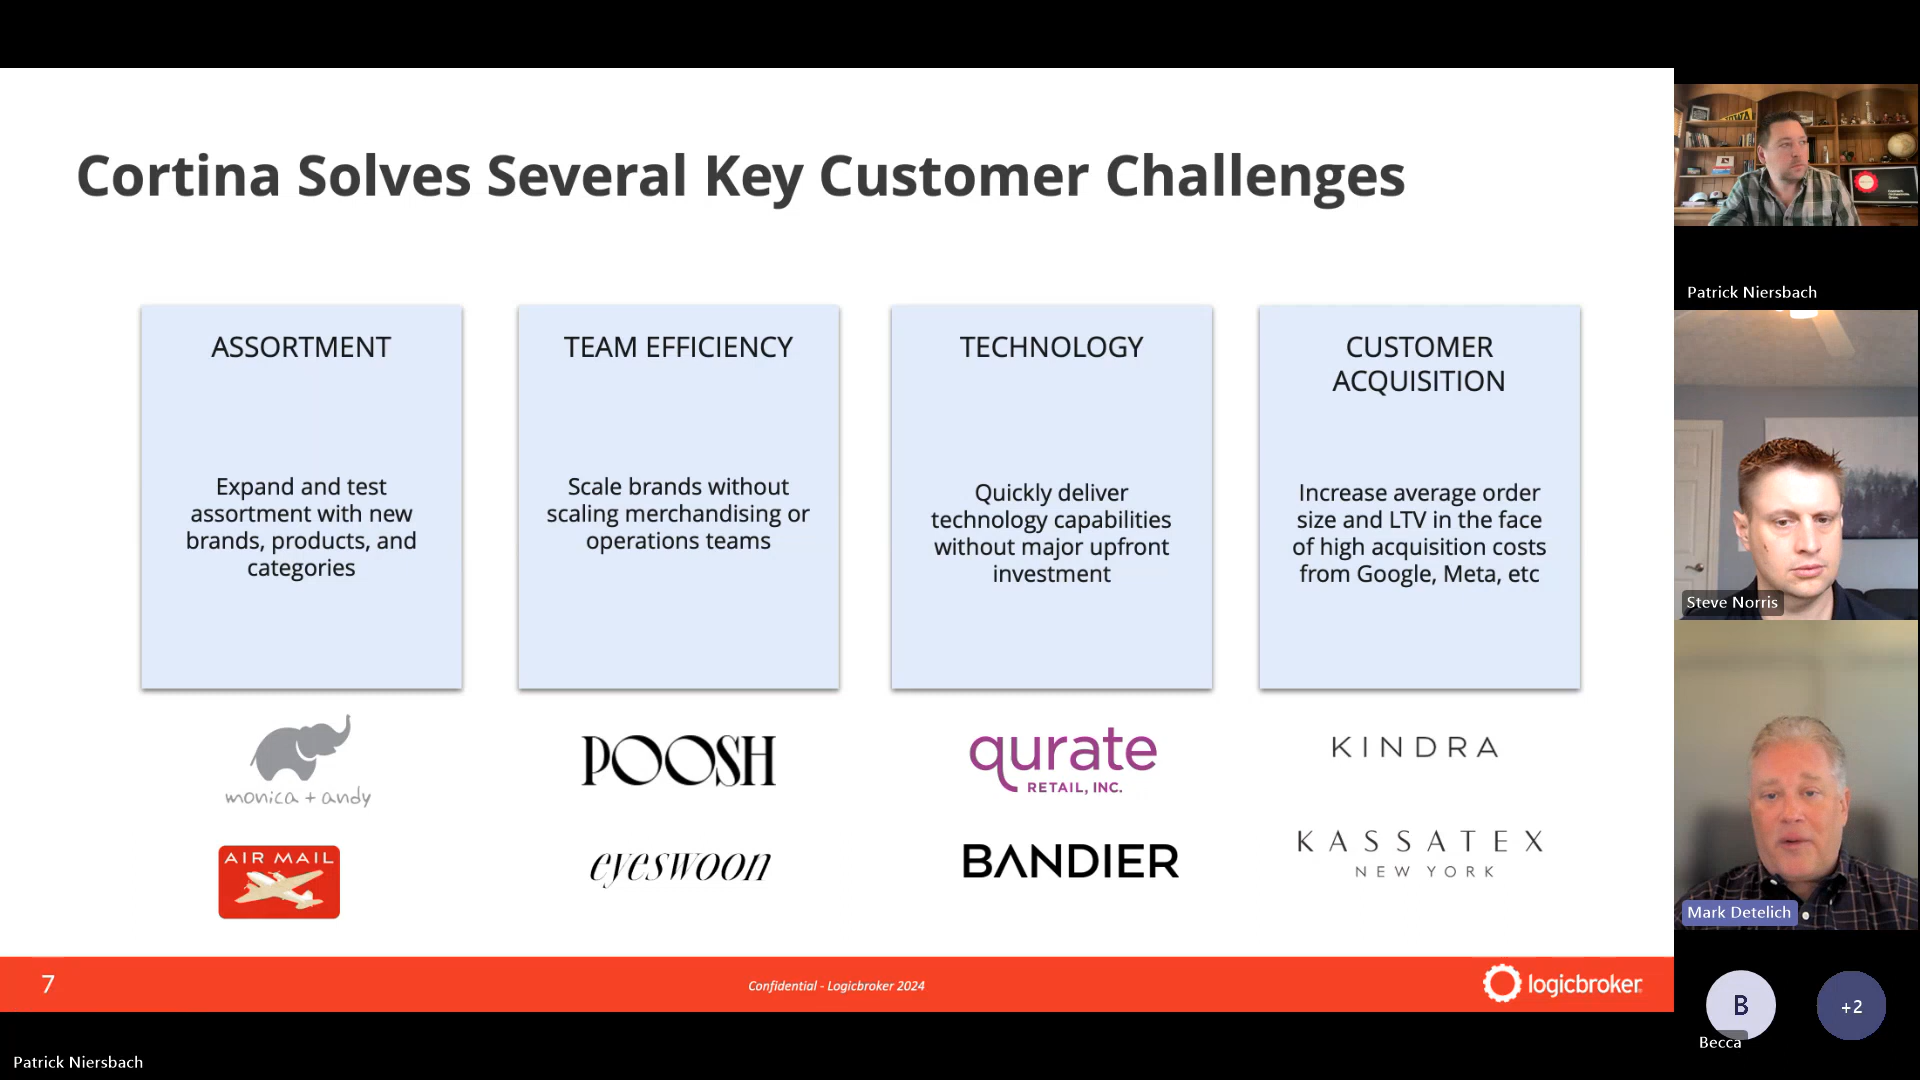 Cortina Solves Several Key Customer Challenges
ASSORTMENT
Expand and test
assortment with new
brands, products, and
categories
TEAM EFFICIENCY
Scale brands without
scaling merchandising or
operations teams
TECHNOLOGY
Quickly deliver
technology capabilities
without major upfront
investment
CUSTOMER
ACQUISITION
Increase average order
size and LTV in the face
of high acquisition costs
from Google, Meta, etc
monica + andy
AIR MAIL
POOSH
eyeswoon
qurate
RETAIL, INC.
BANDIER
KINDRA
KASSATEX
NEW YORK
7
Confidential - Logicbroker 2024
logicbroker
Patrick Niersbach
Patrick Niersbach
Steve Norris
Mark Detelich
B
Becca
+2